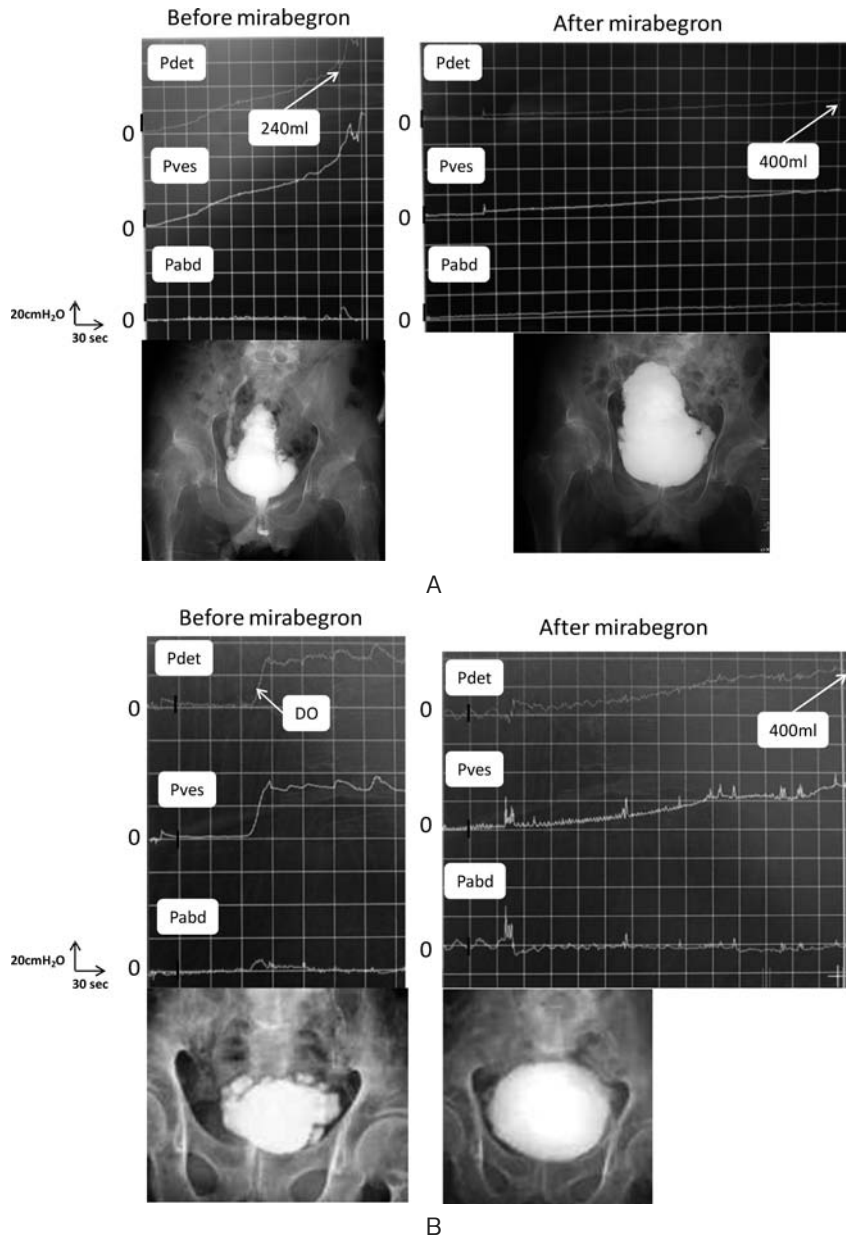 Before mirabegron
After mirabegron
Pdet
Pdet
240ml
0
0
400ml
Pves
Pves
0
0
Pabd
Pabd
20cmH₂O
0
0
30 sec
A
Before mirabegron
After mirabegron
Pdet
Pdet
0
DO
0
400ml
Pves
Pves
0
0
Pabd
Pabd
20cmH₂O
0
0
30 sec
B